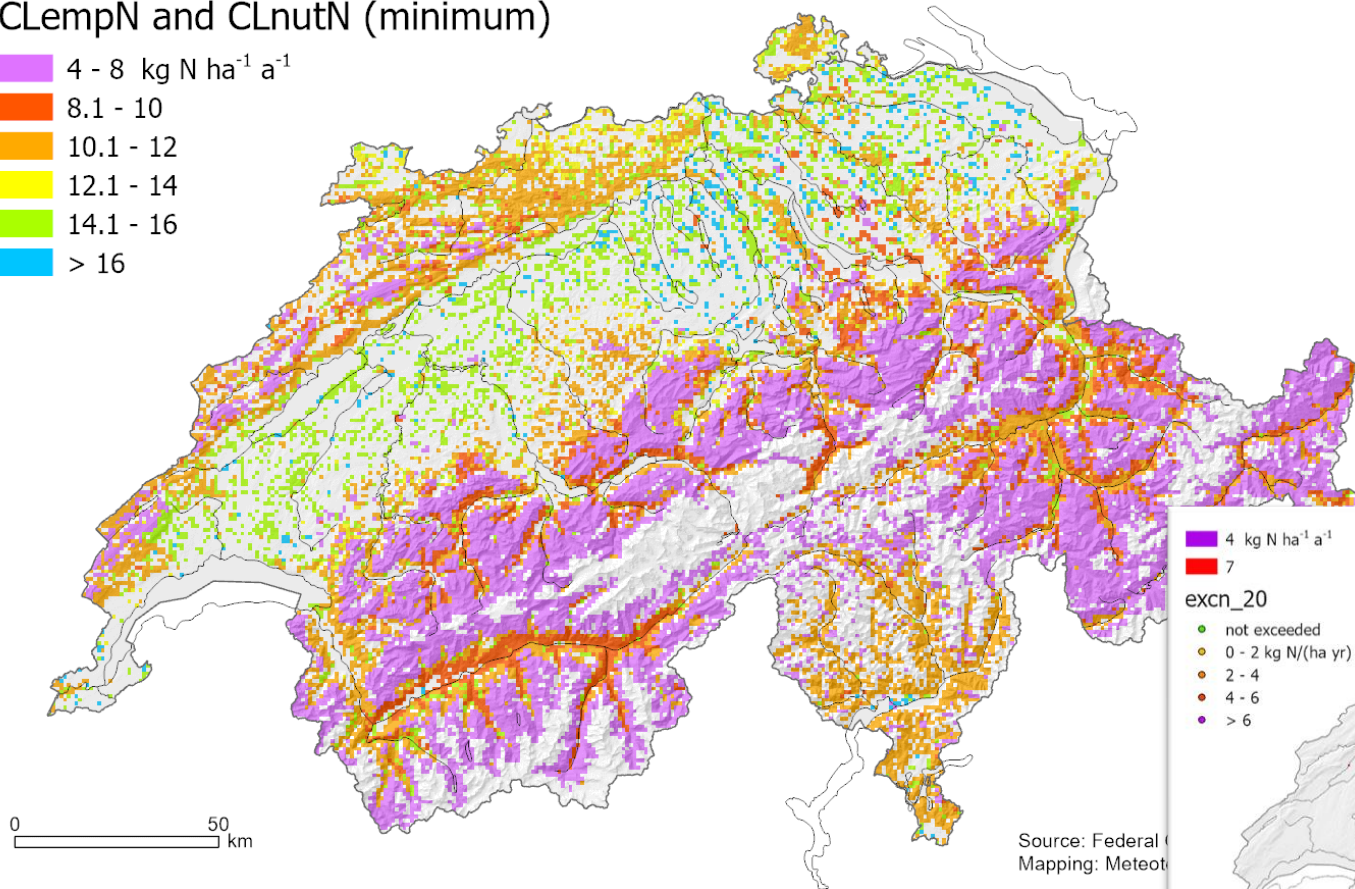 CLempN and CLnutN (minimum)
4 - 8 kg N ha-1 a-1
8.1 - 10
10.1 - 12
12.1 - 14
14.1 - 16
> 16
4 kg N ha-1 a-1
7
excn_20
not exceeded
0 - 2 kg N/(ha yr)
2 - 4
4 - 6
> 6
0 50 km
Source: Federal
Mapping: